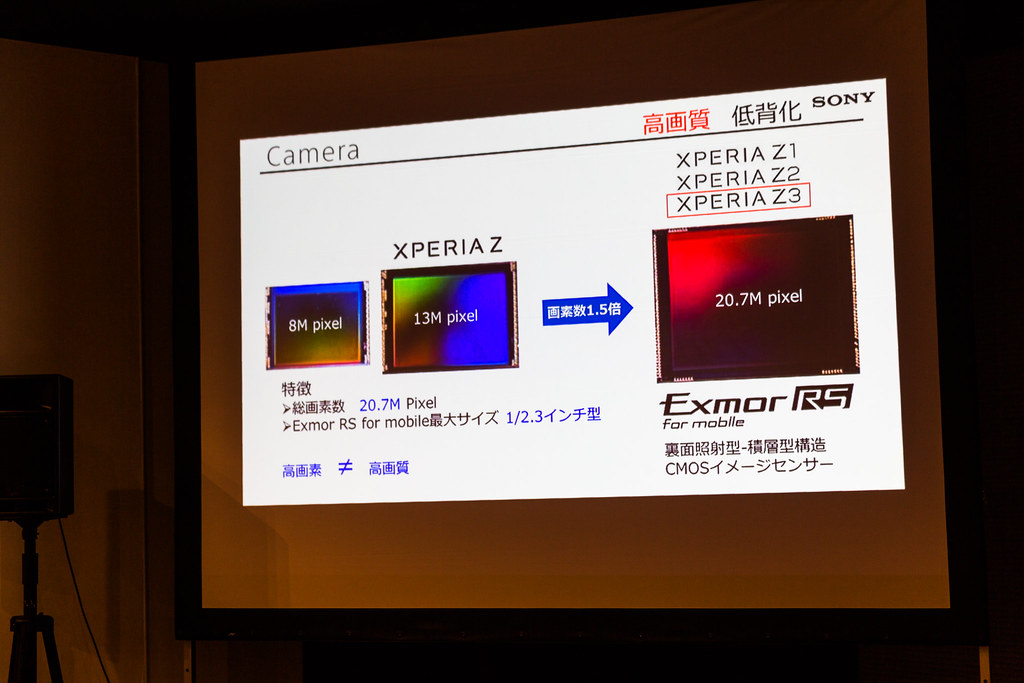 Camera
高画質 低背化 SONY
XPERIA Z1
XPERIA Z2
XPERIA Z3
XPERIA Z
8M pixel
13M pixel
画素数1.5倍
20.7M pixel
特徴
➢総画素数 20.7M Pixel
➢Exmor RS for mobile最大サイズ 1/2.3インチ型
高画素 ≠ 高画質
Exmor RS
for mobile
裏面照射型-積層型構造
CMOSイメージセンサー